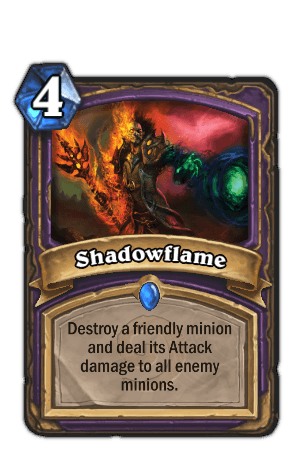 4
Shadowflame
Destroy a friendly minion
and deal its Attack
damage to all enemy
minions.